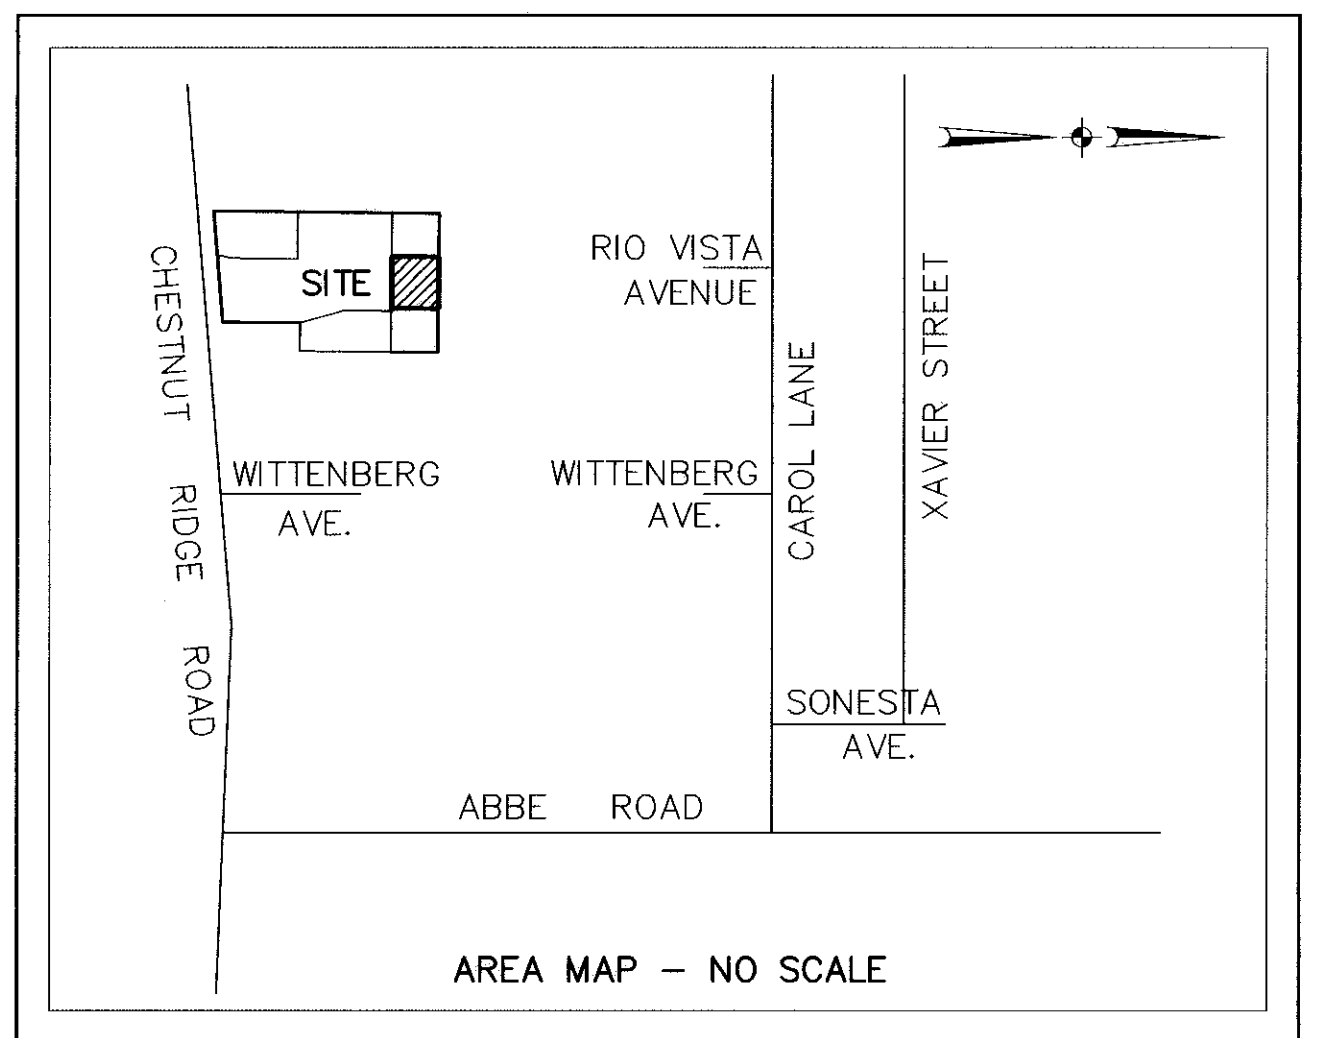 RIO VISTA
AVENUE
SITE
CHESTNUT RIDGE ROAD
WITTENBERG
AVE.
WITTENBERG
AVE.
CAROL LANE
XAVIER STREET
SONESTA
AVE.
ABBE ROAD
AREA MAP – NO SCALE